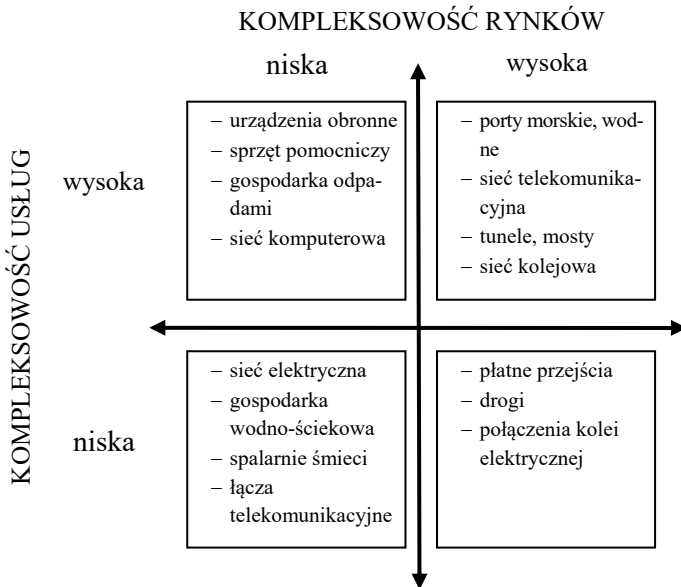 KOMPLEKSOWOŚĆ RYNKÓW
niska
wysoka
KOMPLEKSOWOŚĆ USŁUG
wysoka
– urządzenia obronne
– sprzęt pomocniczy
– gospodarka odpa-
dami
– sieć komputerowa
– porty morskie, wod-
ne
– sieć telekomunika-
cyjna
– tunele, mosty
– sieć kolejowa
niska
– sieć elektryczna
– gospodarka
wodno-ściekowa
– spalarnie śmieci
– łącza
telekomunikacyjne
– płatne przejścia
– drogi
– połączenia kolei
elektrycznej